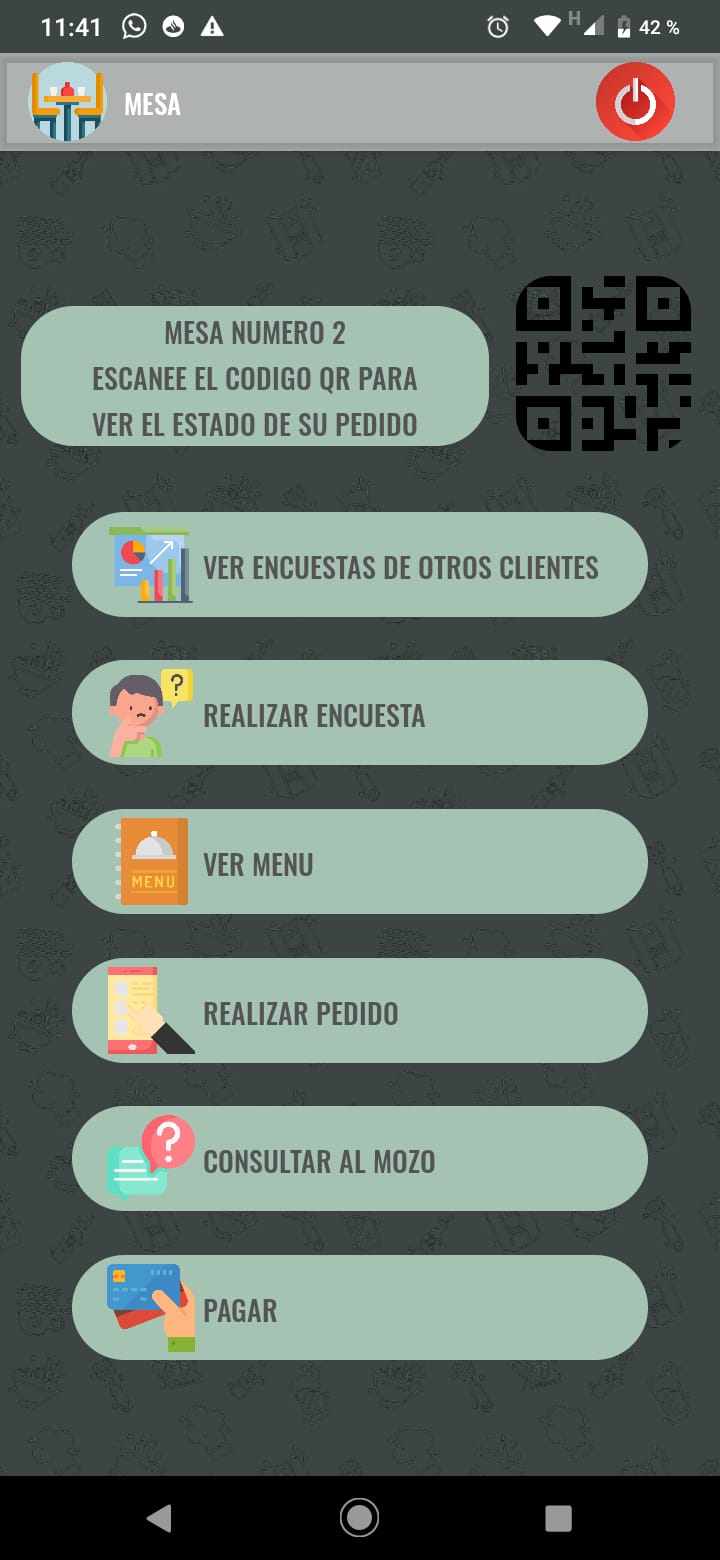 11:41
H
42 %
MESA
MESA NUMERO 2
ESCANEE EL CODIGO QR PARA
VER EL ESTADO DE SU PEDIDO
VER ENCUESTAS DE OTROS CLIENTES
?
REALIZAR ENCUESTA
MENU
VER MENU
REALIZAR PEDIDO
?
CONSULTAR AL MOZO
PAGAR